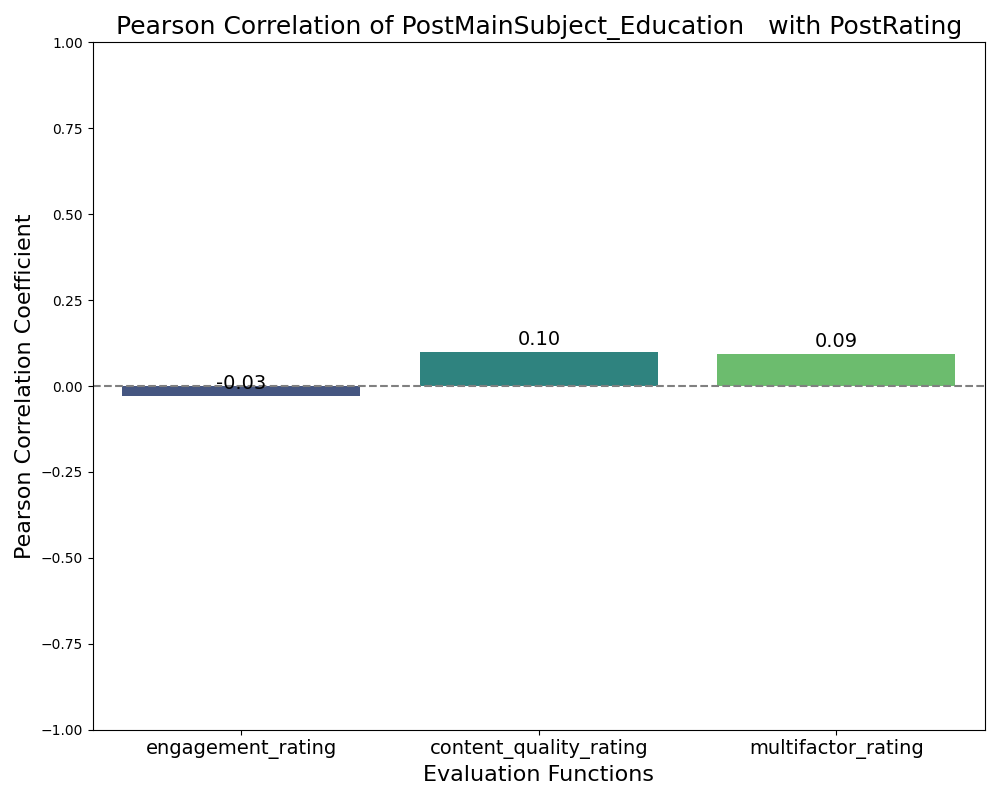 Pearson Correlation of PostMainSubject_Education   with PostRating
Pearson Correlation Coefficient
1.00
0.75
0.50
0.25
0.00
−0.25
−0.50
−0.75
−1.00
-0.03
0.10
0.09
engagement_rating
content_quality_rating
multifactor_rating
Evaluation Functions